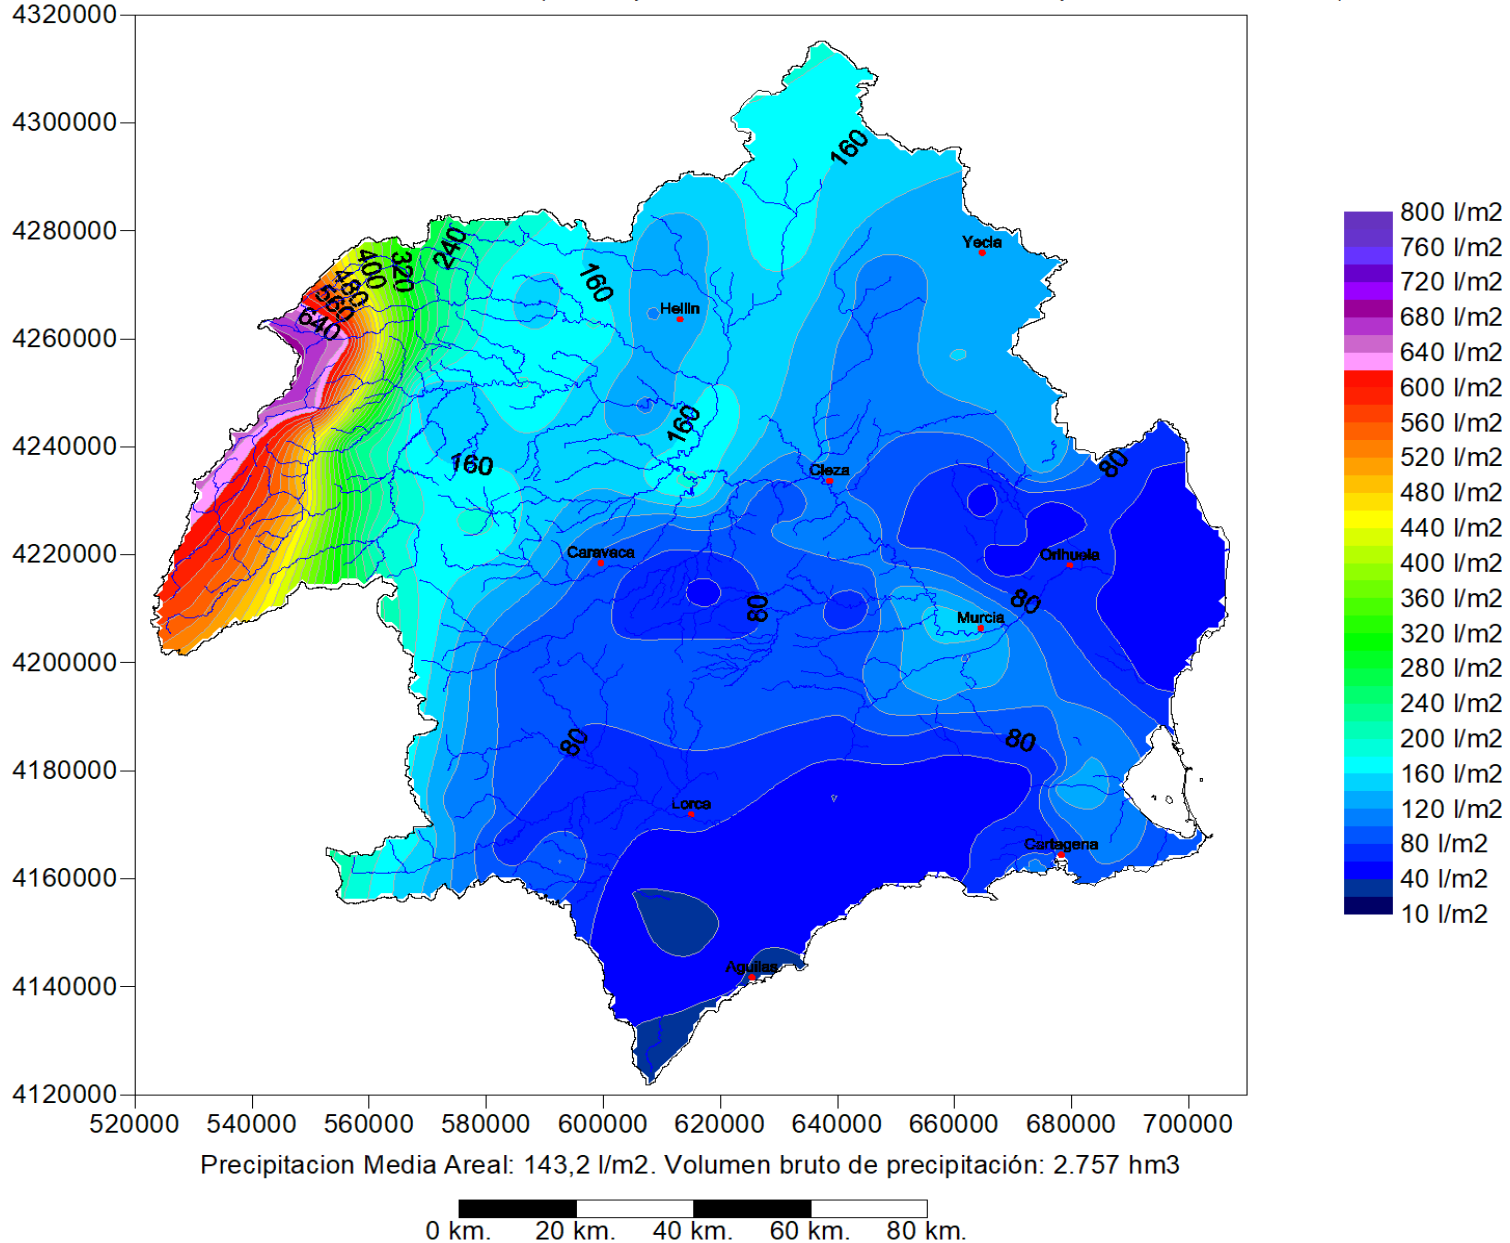 4320000
4300000
4280000
4260000
4240000
4220000
4200000
4180000
4160000
4140000
4120000
520000 540000 560000 580000 600000 620000 640000 660000 680000 700000
160
240
320
400
480
560
640
160
160
160
80
80
80
80
80
Yecla
Hellin
Cieza
Caravaca
Orihuela
Murcia
Lorca
Cartagena
Aguilas
800 l/m2
760 l/m2
720 l/m2
680 l/m2
640 l/m2
600 l/m2
560 l/m2
520 l/m2
480 l/m2
440 l/m2
400 l/m2
360 l/m2
320 l/m2
280 l/m2
240 l/m2
200 l/m2
160 l/m2
120 l/m2
80 l/m2
40 l/m2
10 l/m2
Precipitacion Media Areal: 143,2 l/m2. Volumen bruto de precipitación: 2.757 hm3
0 km. 20 km. 40 km. 60 km. 80 km.